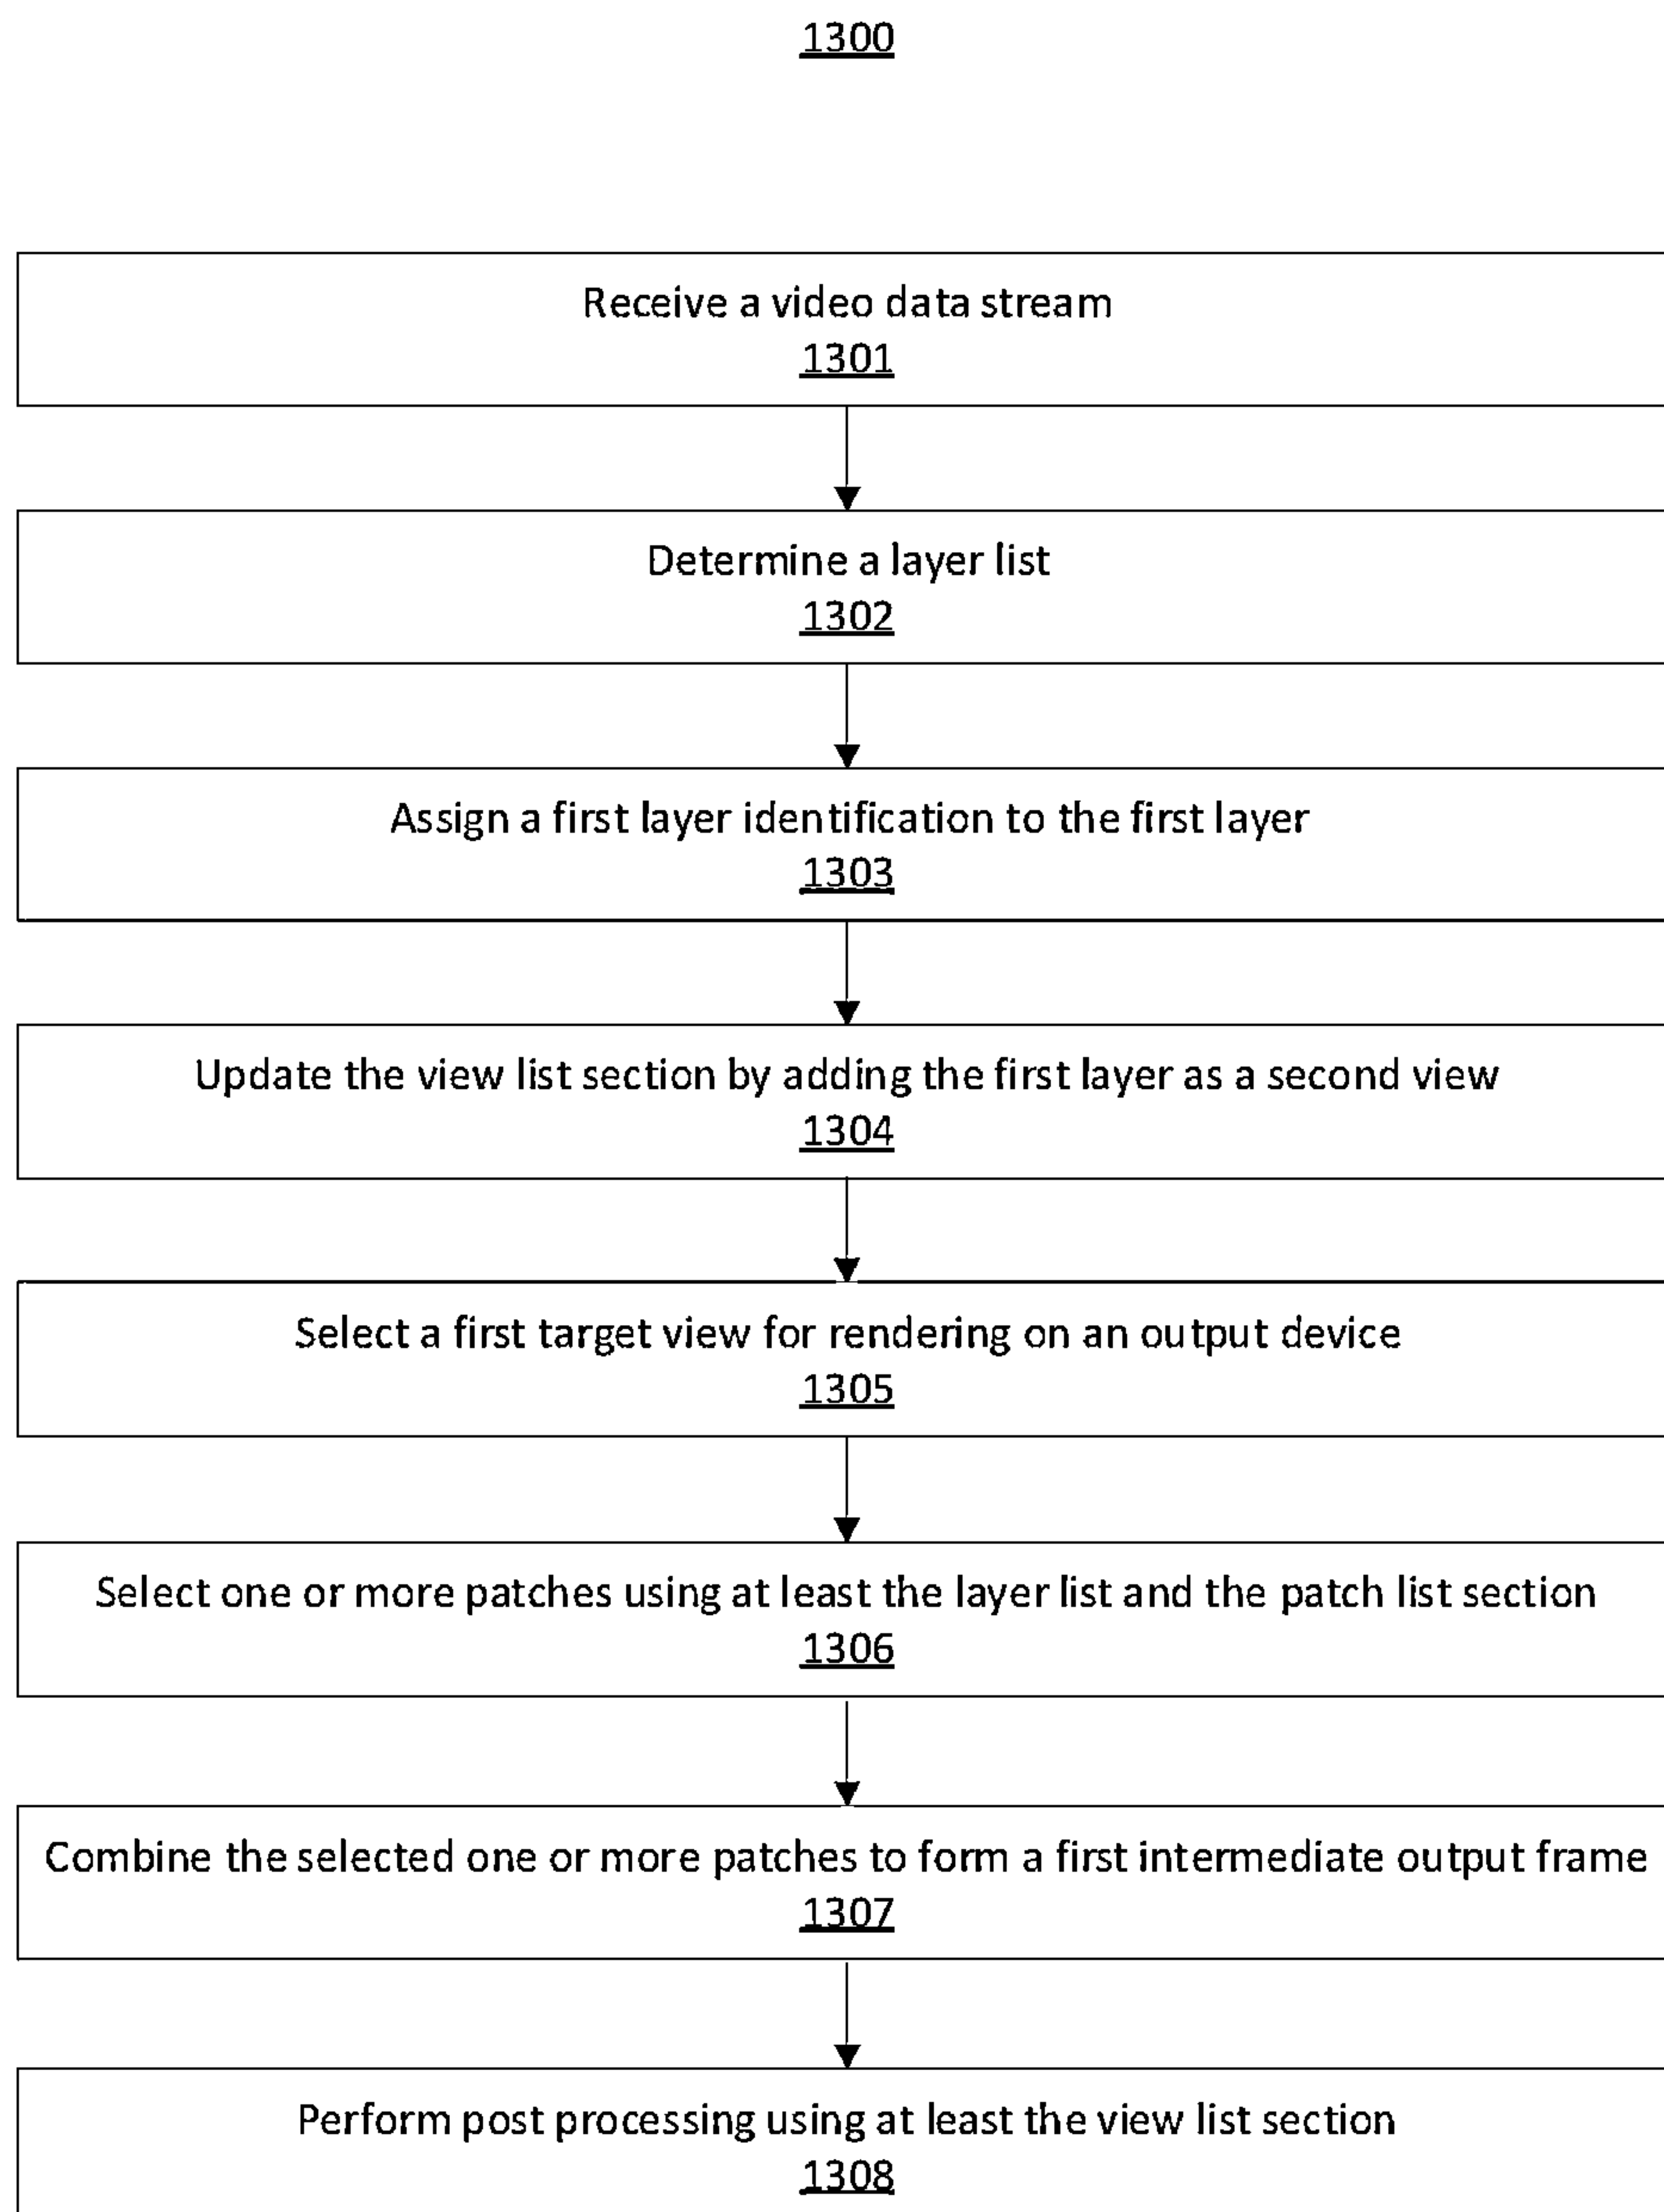 1300
Receive a video data stream
1301
Determine a layer list
1302
Assign a first layer identification to the first layer
1303
Update the view list section by adding the first layer as a second view
1304
Select a first target view for rendering on an output device
1305
Select one or more patches using at least the layer list and the patch list section
1306
Combine the selected one or more patches to form a first intermediate output frame
1307
Perform post processing using at least the view list section
1308